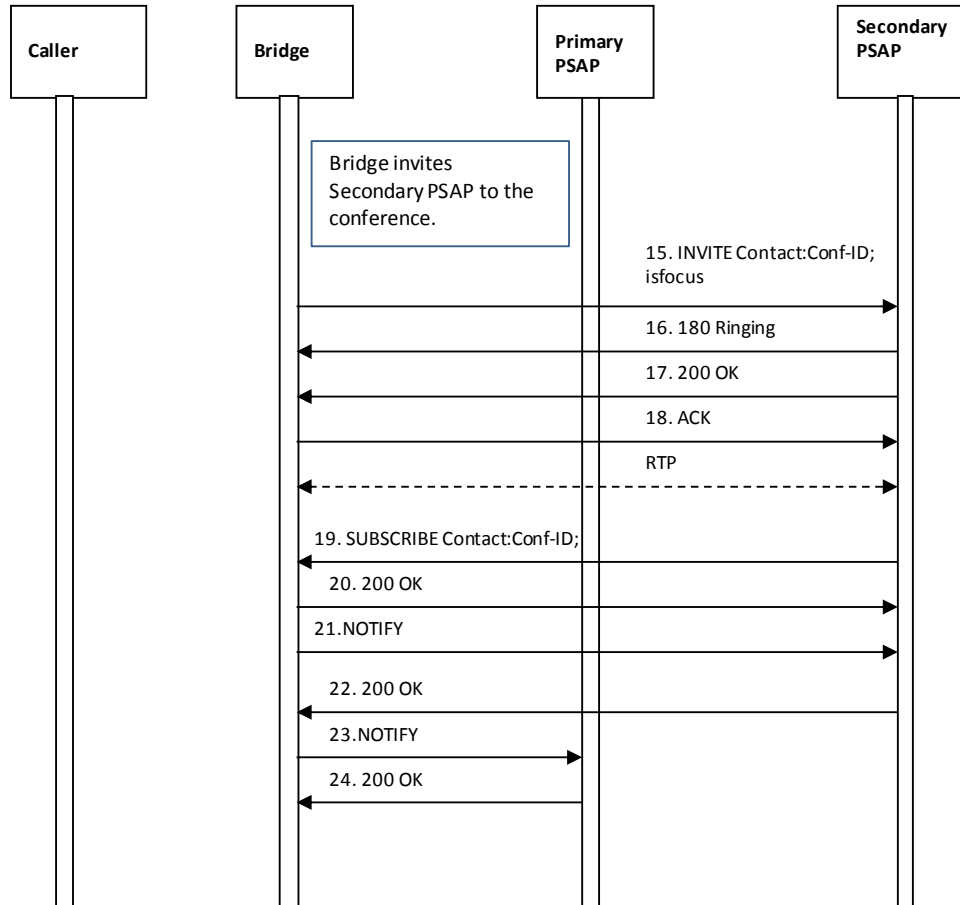 Caller
Bridge
Primary
PSAP
Secondary
PSAP
Bridge invites
Secondary PSAP to the
conference.
15. INVITE Contact:Conf-ID;
isfocus
16. 180 Ringing
17. 200 OK
18. ACK
RTP
19. SUBSCRIBE Contact:Conf-ID;
20. 200 OK
21.NOTIFY
22. 200 OK
23.NOTIFY
24. 200 OK